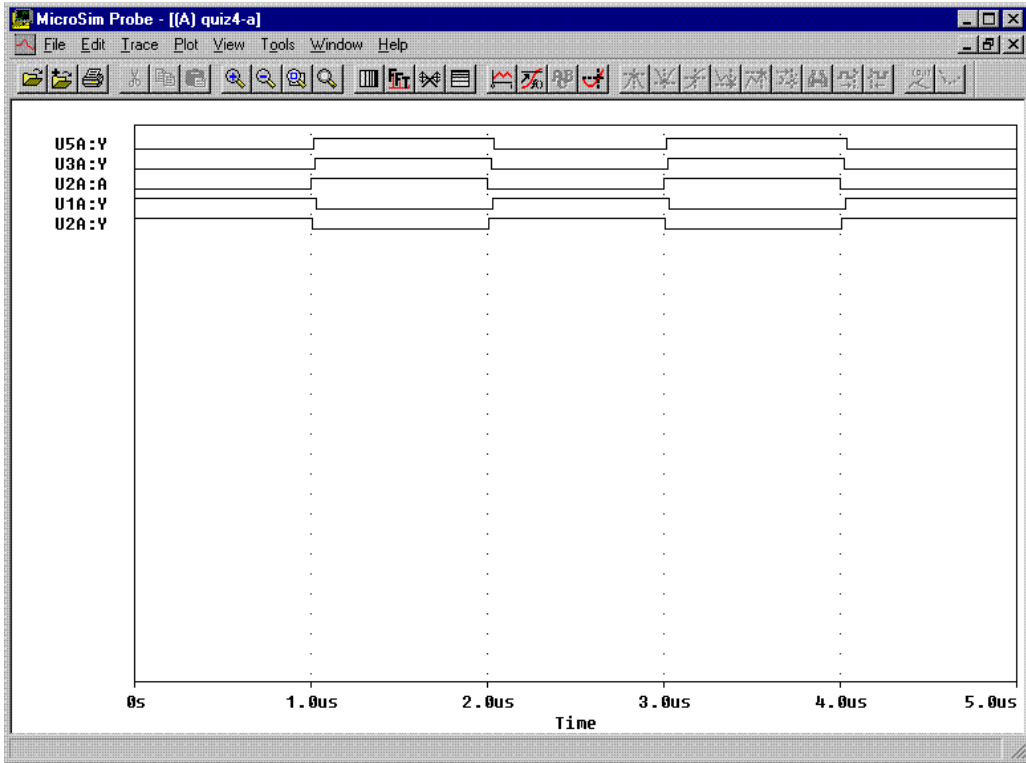 MicroSim Probe - [(A) quiz4-a]
File Edit Trace Plot View Tools Window Help
FFT
U5A:Y
U3A:Y
U2A:A
U1A:Y
U2A:Y
0s 1.0us 2.0us 3.0us 4.0us 5.0us
Time